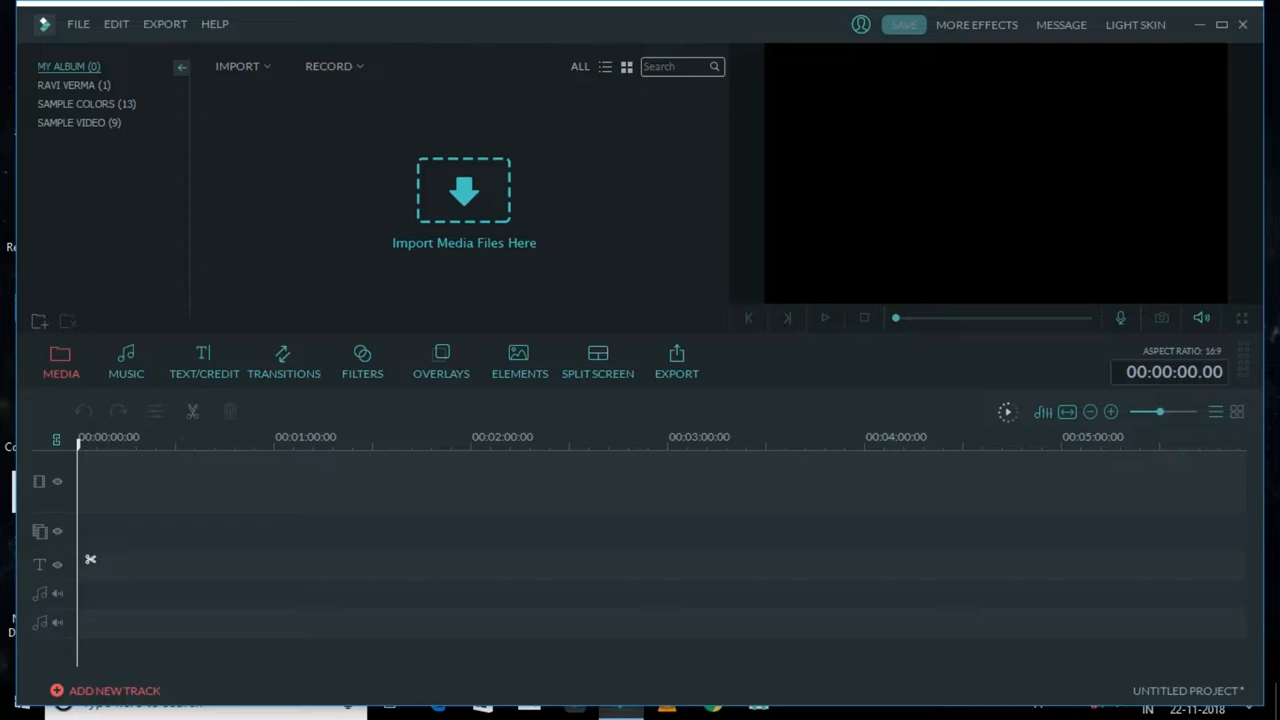 FILE EDIT EXPORT HELP SAVE MORE EFFECTS MESSAGE LIGHT SKIN
MY ALBUM (0)
RAVI VERMA (1)
SAMPLE COLORS (13)
SAMPLE VIDEO (9)
IMPORT RECORD ALL Search
Import Media Files Here
MEDIA MUSIC TEXT/CREDIT TRANSITIONS FILTERS OVERLAYS ELEMENTS SPLIT SCREEN EXPORT
ASPECT RATIO: 16:9
00:00:00.00
00:00:00:00 00:01:00:00 00:02:00:00 00:03:00:00 00:04:00:00 00:05:00:00
ADD NEW TRACK
UNTITLED PROJECT *
Type here to search
IN 22-11-2018